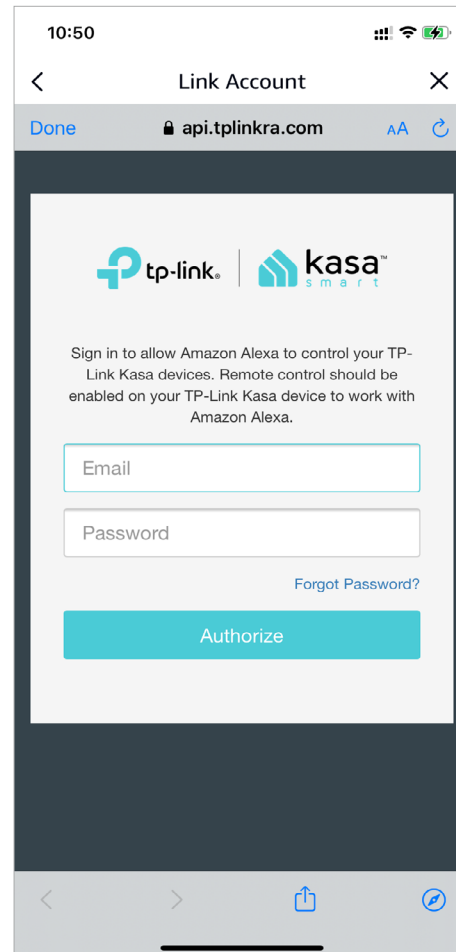 10:50
Link Account
Done api.tplinkra.com AA
tp-link® kasa™
smart
Sign in to allow Amazon Alexa to control your TP-
Link Kasa devices. Remote control should be
enabled on your TP-Link Kasa device to work with
Amazon Alexa.
Email
Password
Forgot Password?
Authorize